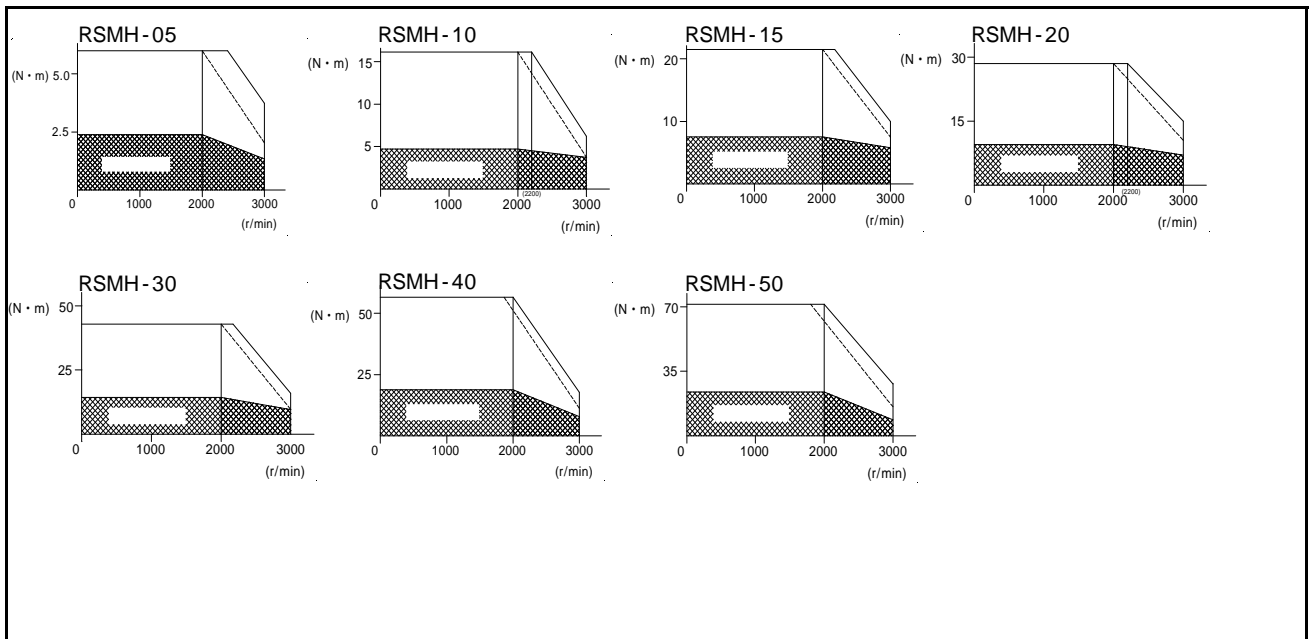 RSMH-05
(N・m) 5.0
2.5
0 1000 2000 3000
(r/min)
RSMH-10
(N・m) 15
10
5
0 1000 2000 (2200) 3000
(r/min)
RSMH-15
(N・m) 20
10
0 1000 2000 3000
(r/min)
RSMH-20
(N・m) 30
15
0 1000 2000 (2200) 3000
(r/min)
RSMH-30
(N・m) 50
25
0 1000 2000 3000
(r/min)
RSMH-40
(N・m) 50
25
0 1000 2000 3000
(r/min)
RSMH-50
(N・m) 70
35
0 1000 2000 3000
(r/min)